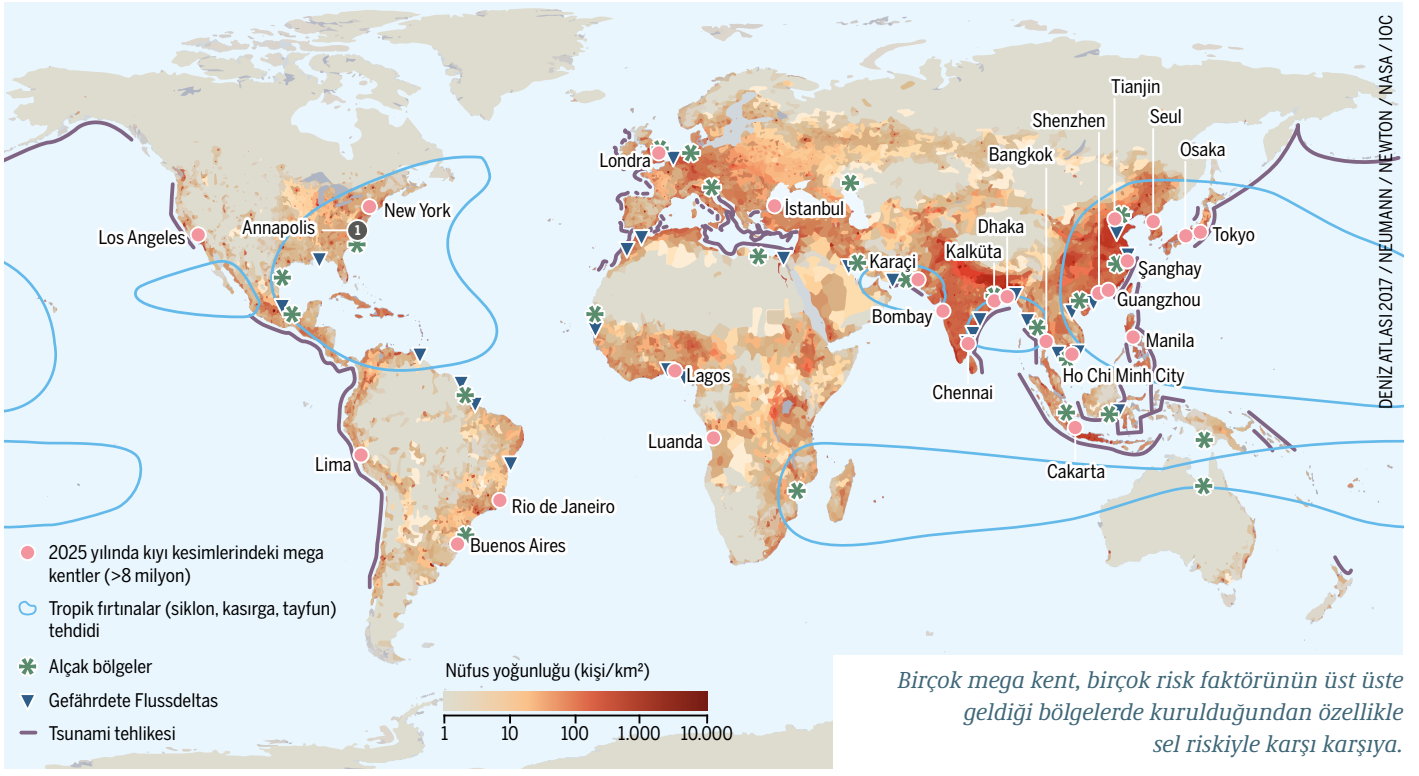 Tianjin
Shenzhen
Seul
Bangkok
Osaka
Londra
Dhaka
New York
İstanbul
Annapolis
1
Kalküta
Los Angeles
Tokyo
Karaçi
Şanghay
Guangzhou
Bombay
Manila
Lagos
Ho Chi Minh City
Chennai
Luanda
Lima
Cakarta
Rio de Janeiro
Buenos Aires
2025 yılında kıyı kesimlerindeki mega
kentler (>8 milyon)
Tropik fırtınalar (siklon, kasırga, tayfun)
tehdidi
Alçak bölgeler
Gefährdete Flussdeltas
Tsunami tehlikesi
Nüfus yoğunluğu (kişi/km²)
1 10 100 1.000 10.000
Birçok mega kent, birçok risk faktörünün üst üste
geldiği bölgelerde kurulduğundan özellikle
sel riskiyle karşı karşıya.
DENİZ ATLASI 2017 / NEUMANN / NEWTON / NASA / IOC